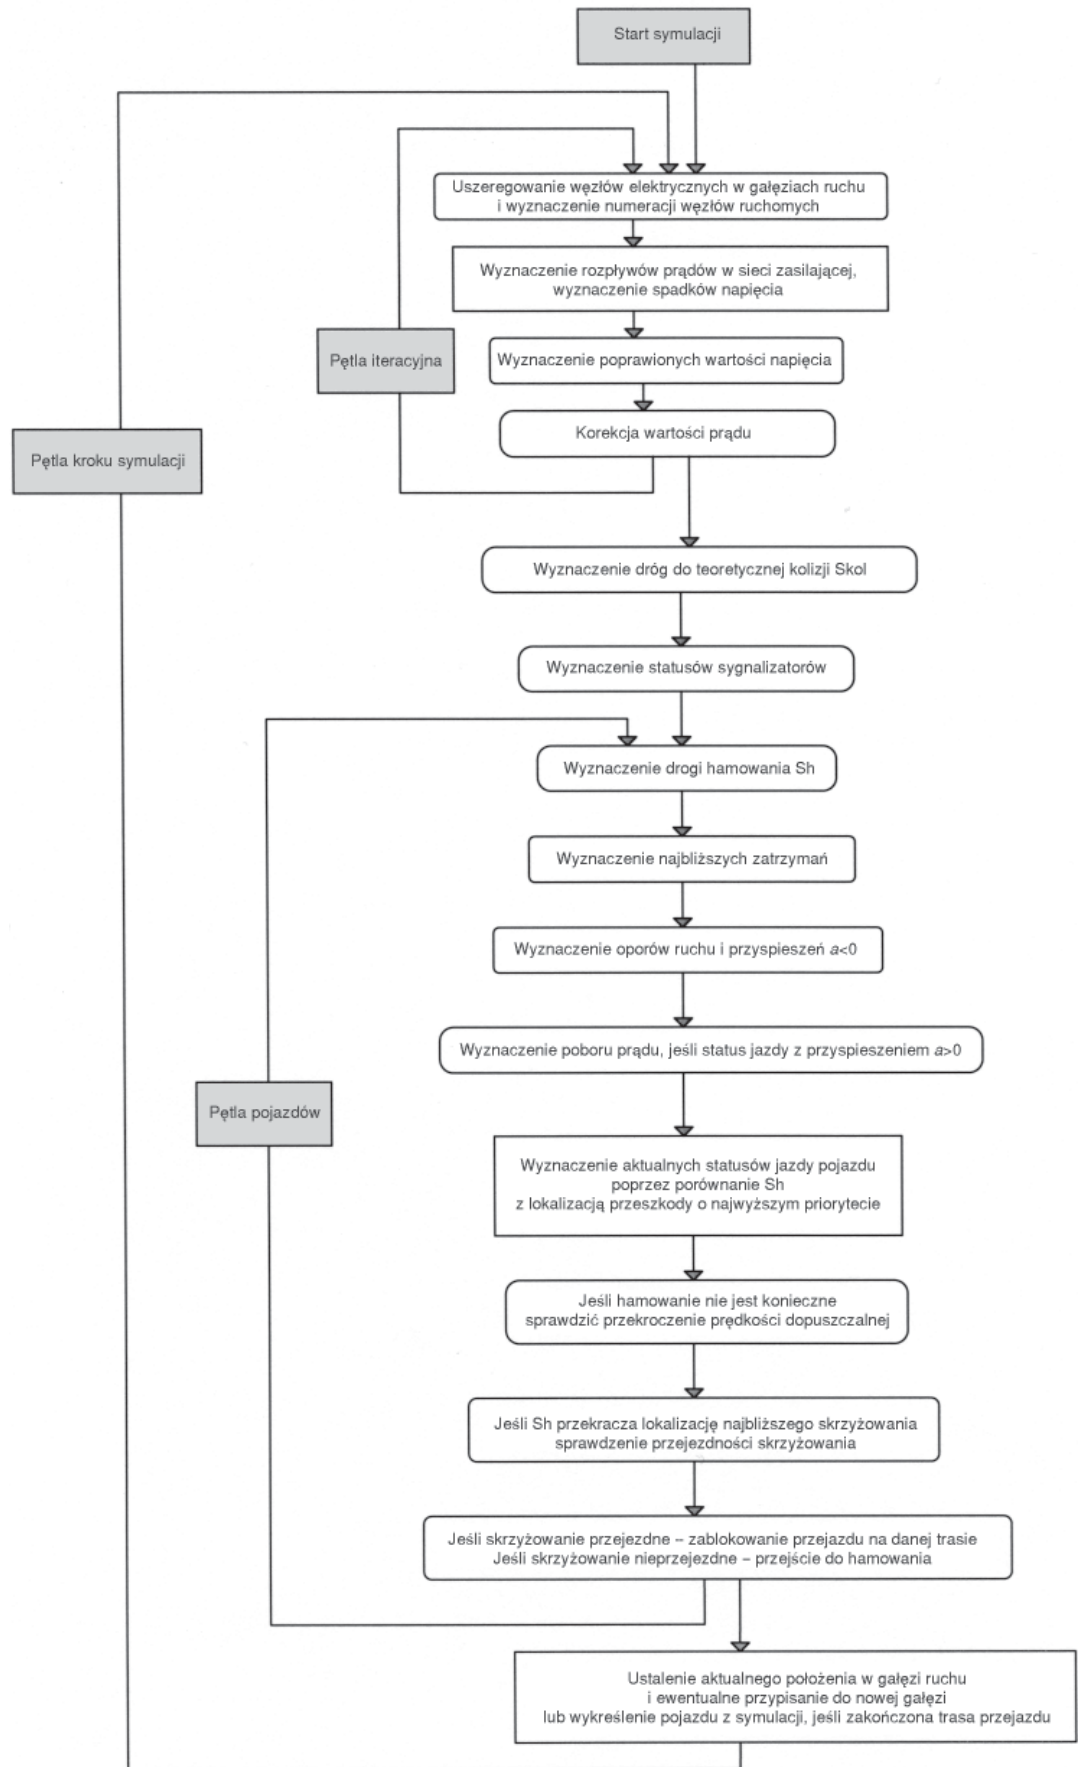 Start symulacji
Uszeregowanie węzłów elektrycznych w gałęziach ruchu
i wyznaczenie numeracji węzłów ruchomych
Wyznaczenie rozpływów prądów w sieci zasilającej,
wyznaczenie spadków napięcia
Pętla iteracyjna
Wyznaczenie poprawionych wartości napięcia
Korekcja wartości prądu
Pętla kroku symulacji
Wyznaczenie dróg do teoretycznej kolizji Skol
Wyznaczenie statusów sygnalizatorów
Wyznaczenie drogi hamowania Sh
Wyznaczenie najbliższych zatrzymań
Wyznaczenie oporów ruchu i przyspieszeń a<0
Wyznaczenie poboru prądu, jeśli status jazdy z przyspieszeniem a>0
Pętla pojazdów
Wyznaczenie aktualnych statusów jazdy pojazdu
poprzez porównanie Sh
z lokalizacją przeszkody o najwyższym priorytecie
Jeśli hamowanie nie jest konieczne
sprawdzić przekroczenie prędkości dopuszczalnej
Jeśli Sh przekracza lokalizację najbliższego skrzyżowania
sprawdzenie przejezdności skrzyżowania
Jeśli skrzyżowanie przejezdne – zablokowanie przejazdu na danej trasie
Jeśli skrzyżowanie nieprzejezdne – przejście do hamowania
Ustalenie aktualnego położenia w gałęzi ruchu
i ewentualne przypisanie do nowej gałęzi
lub wykreślenie pojazdu z symulacji, jeśli zakończona trasa przejazdu